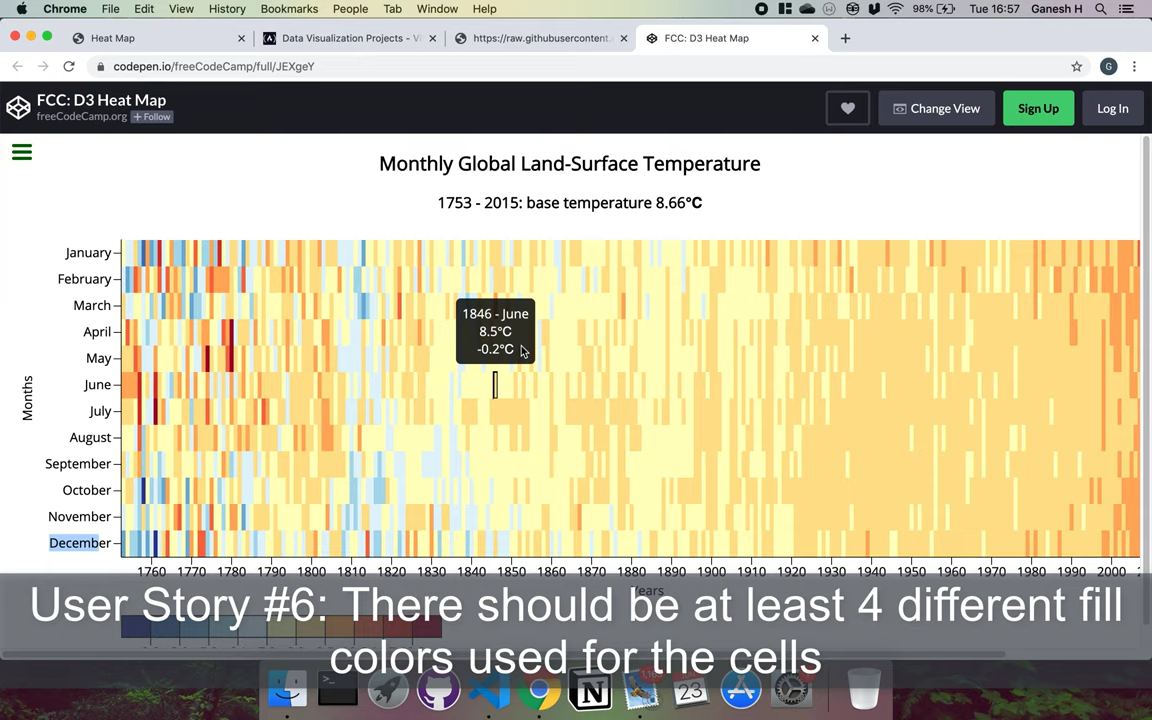 Chrome File Edit View History Bookmarks People Tab Window Help 98% Tue 16:57 Ganesh H
Heat Map
Data Visualization Projects - V
https://raw.githubusercontent.
FCC: D3 Heat Map
codepen.io/freeCodeCamp/full/JEXgeY G
FCC: D3 Heat Map
freeCodeCamp.org + Follow
Change View
Sign Up
Log In
Monthly Global Land-Surface Temperature
1753 - 2015: base temperature 8.66℃
January
February
March
April
May
June
July
August
September
October
November
December
Months
1846 - June
8.5℃
-0.2℃
1760 1770 1780 1790 1800 1810 1820 1830 1840 1850 1860 1870 1880 1890 1900 1910 1920 1930 1940 1950 1960 1970 1980 1990 2000
Years
User Story #6: There should be at least 4 different fill
colors used for the cells
23